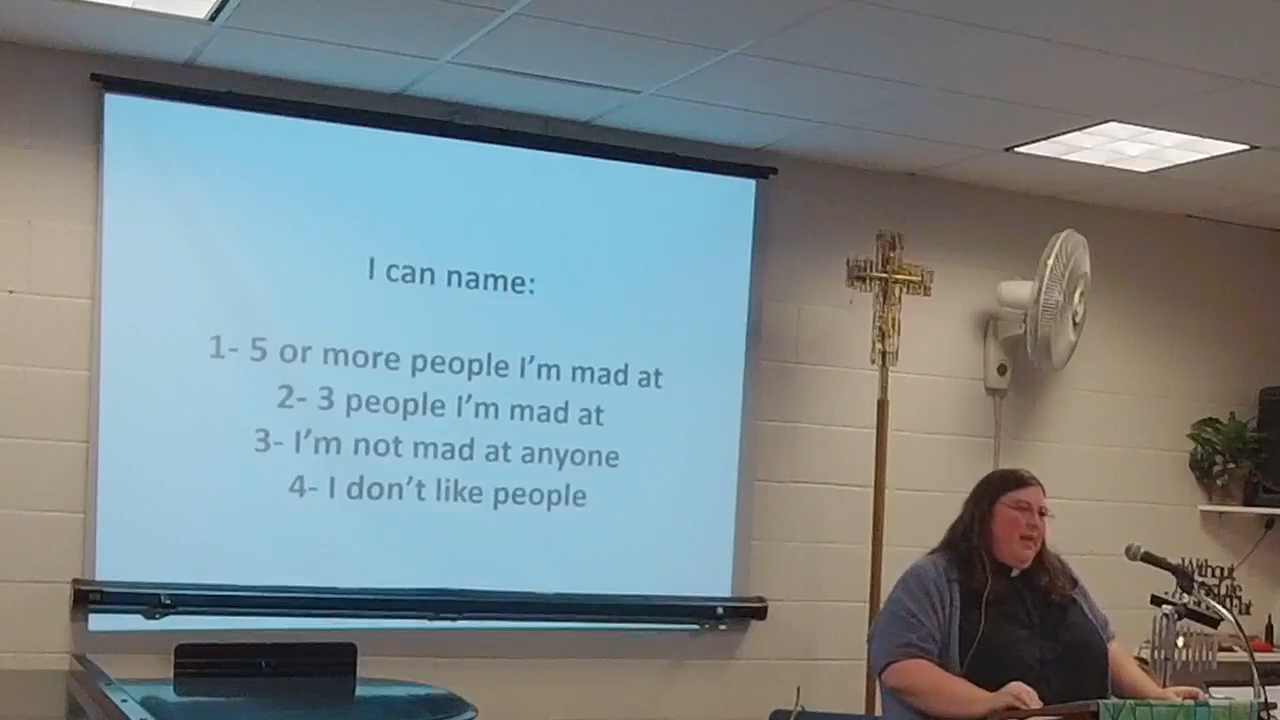 I can name:
1- 5 or more people I'm mad at
2- 3 people I'm mad at
3- I'm not mad at anyone
4- I don't like people
Without